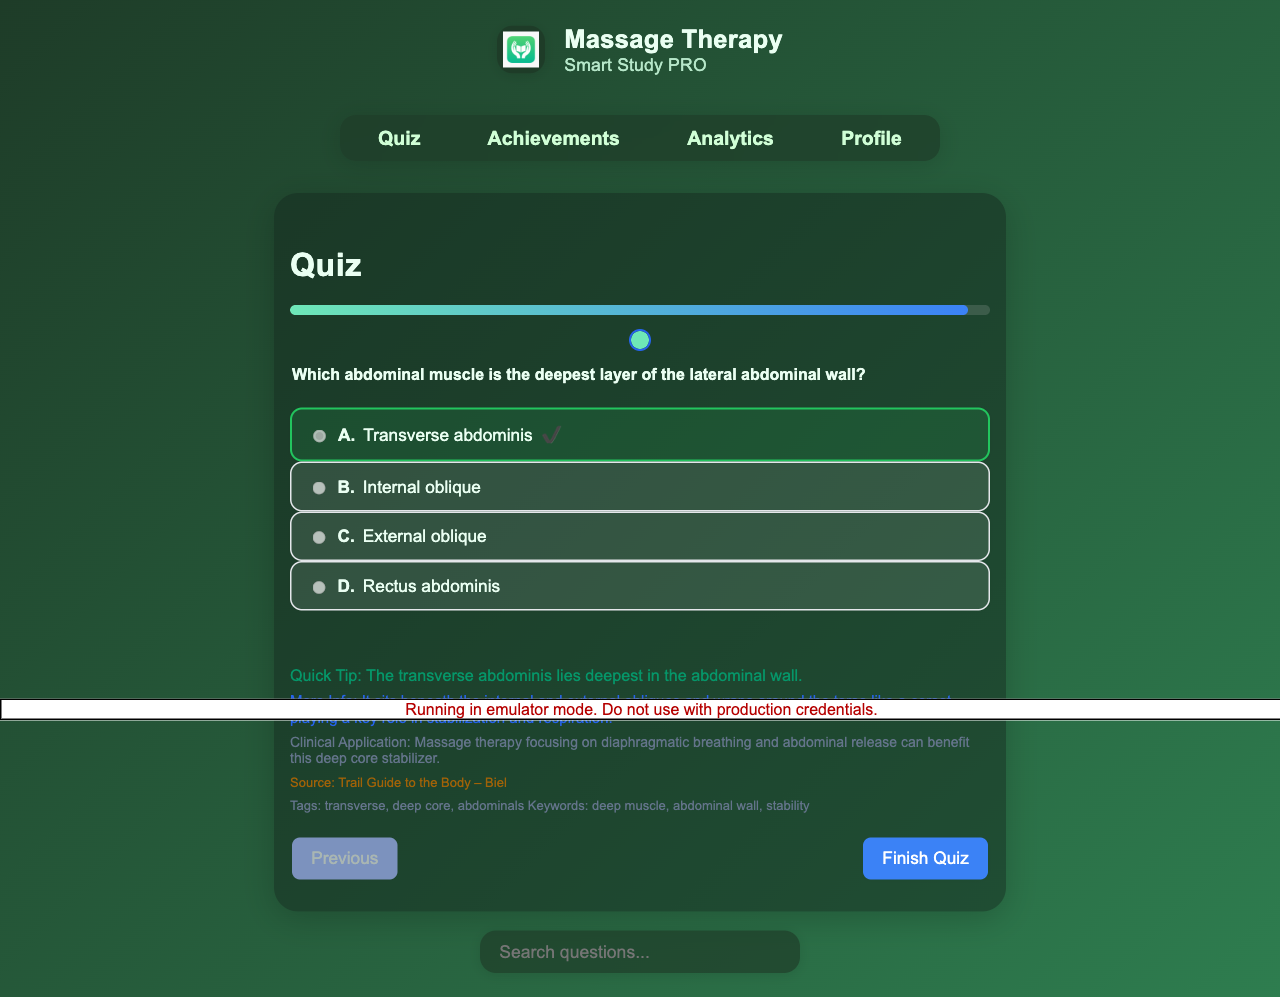 Massage Therapy
Smart Study PRO
Quiz
Achievements
Analytics
Profile
Quiz
Which abdominal muscle is the deepest layer of the lateral abdominal wall?
A. Transverse abdominis ✔
B. Internal oblique
C. External oblique
D. Rectus abdominis
Quick Tip: The transverse abdominis lies deepest in the abdominal wall.
Running in emulator mode. Do not use with production credentials.
playing a key role in stabilization and respiration.
Clinical Application: Massage therapy focusing on diaphragmatic breathing and abdominal release can benefit
this deep core stabilizer.
Source: Trail Guide to the Body – Biel
Tags: transverse, deep core, abdominals Keywords: deep muscle, abdominal wall, stability
Previous
Finish Quiz
Search questions...